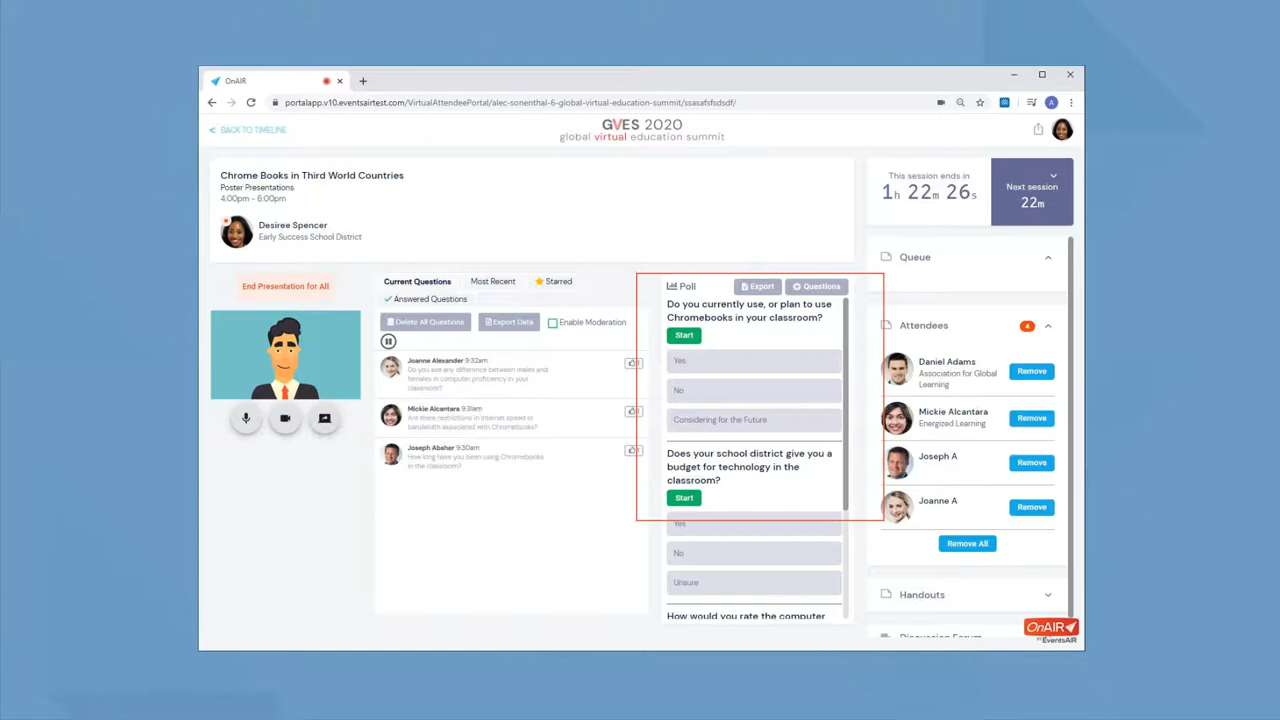 OnAIR
portalapp.v10.eventsairtest.com/VirtualAttendeePortal/alec-sonenthal-6-global-virtual-education-summit/ssasafsfsdsdf/
A
< BACK TO TIMELINE
GVES 2020
global virtual education summit
Chrome Books in Third World Countries
Poster Presentations
4:00pm - 6:00pm
Desiree Spencer
Early Success School District
This session ends in
1h 22m 26s
Next session
22m
End Presentation for All
Current Questions
Most Recent
Starred
Answered Questions
Delete All Questions
Export Data
Enable Moderation
Joanne Alexander 9:32am
Do you see any difference between males and
females in computer proficiency in your
classroom?
Mickie Alcantara 9:31am
Are there restrictions in internet speed or
bandwidth associated with Chromebooks?
Joseph Absher 9:30am
How long have you been using Chromebooks
in the classroom?
Poll
Export
Questions
Do you currently use, or plan to use
Chromebooks in your classroom?
Start
Yes
No
Considering for the Future
Does your school district give you a
budget for technology in the
classroom?
Start
Yes
No
Unsure
How would you rate the computer
Queue
Attendees
4
Daniel Adams
Association for Global
Learning
Remove
Mickie Alcantara
Energized Learning
Remove
Joseph A
Remove
Joanne A
Remove
Remove All
Handouts
Discussion Forum
OnAIR
BY EventsAIR